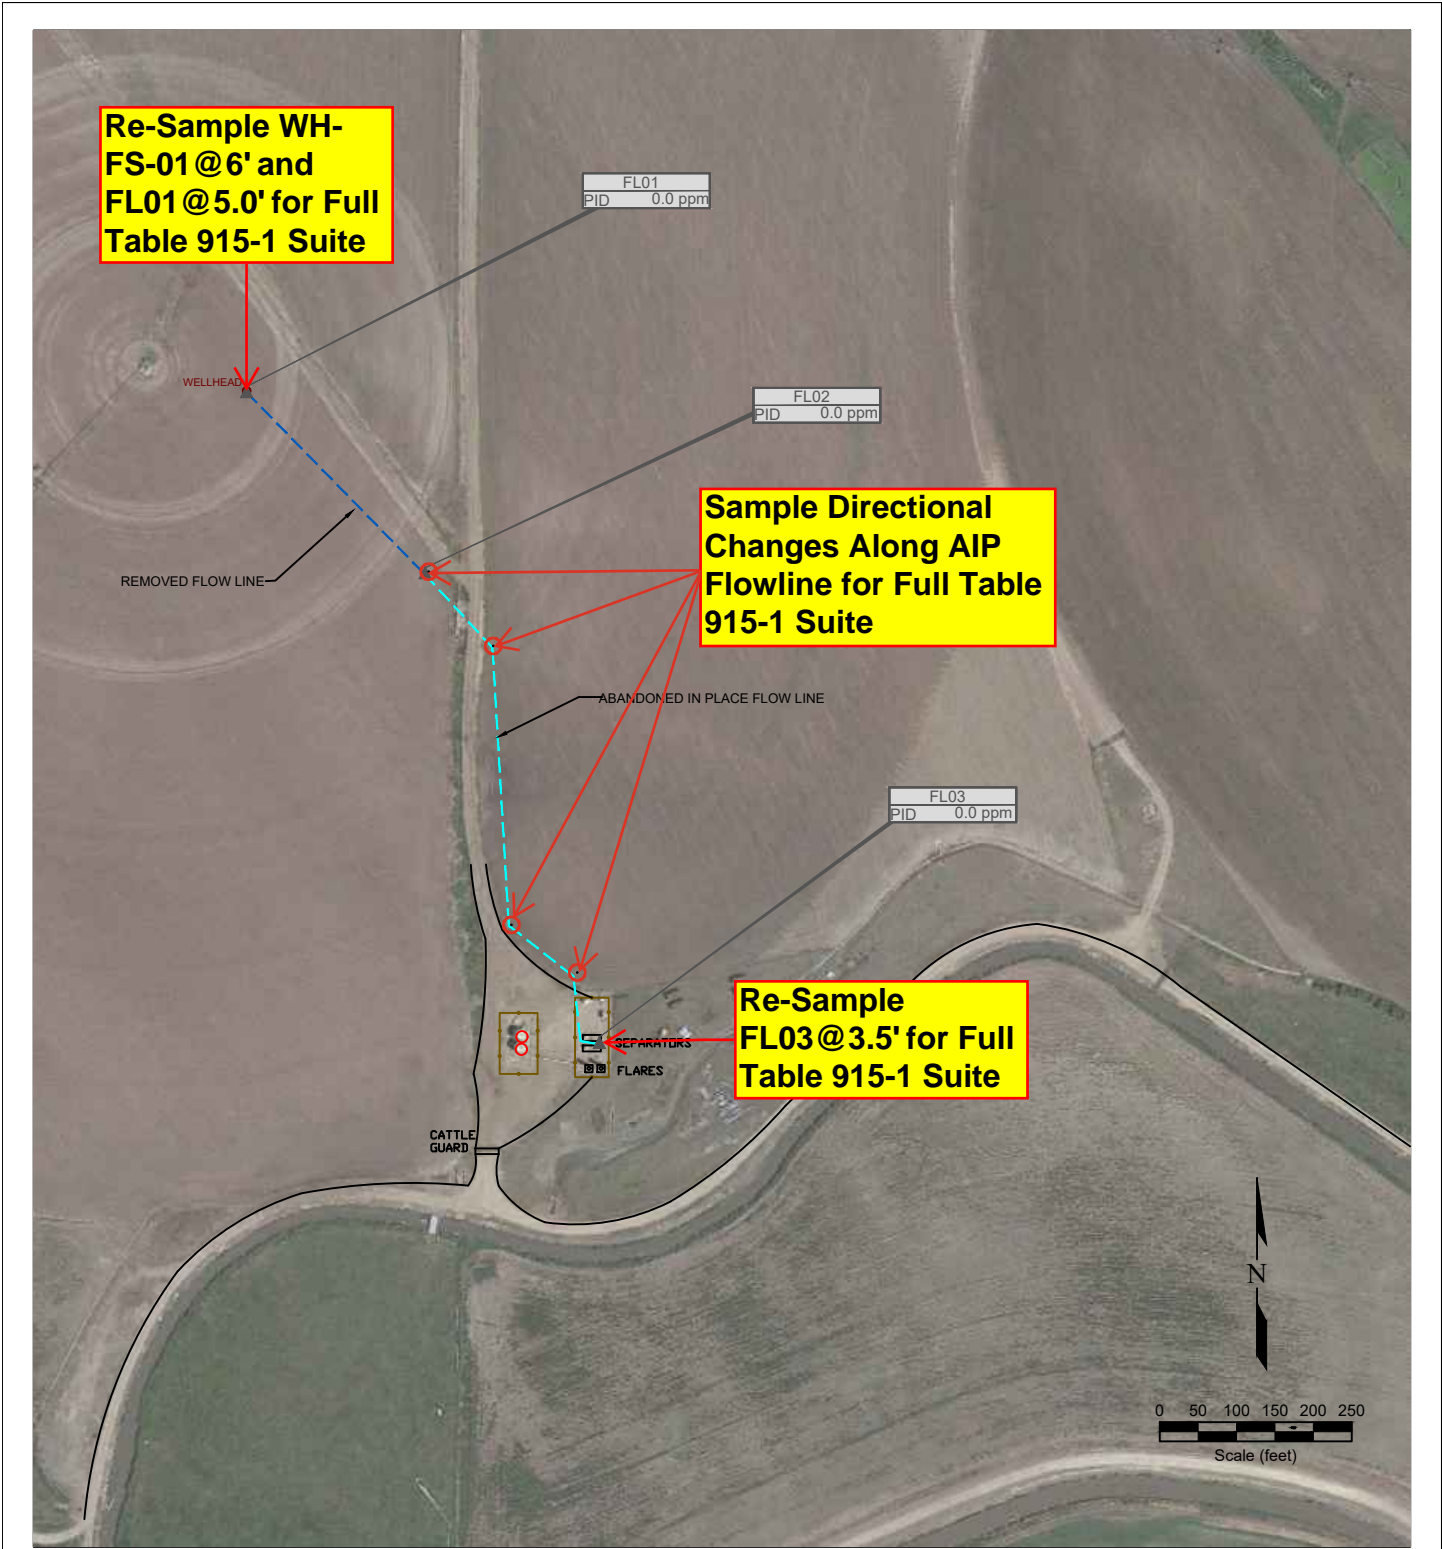 Re-Sample WH-
FS-01@6' and
FL01@5.0' for Full
Table 915-1 Suite
FL01
PID 0.0 ppm
WELLHEAD
FL02
PID 0.0 ppm
Sample Directional
Changes Along AIP
Flowline for Full Table
915-1 Suite
REMOVED FLOW LINE
ABANDONED IN PLACE FLOW LINE
FL03
PID 0.0 ppm
Re-Sample
FL03@3.5' for Full
Table 915-1 Suite
SEPARATORS
FLARES
CATTLE
GUARD
N
0 50 100 150 200 250
Scale (feet)